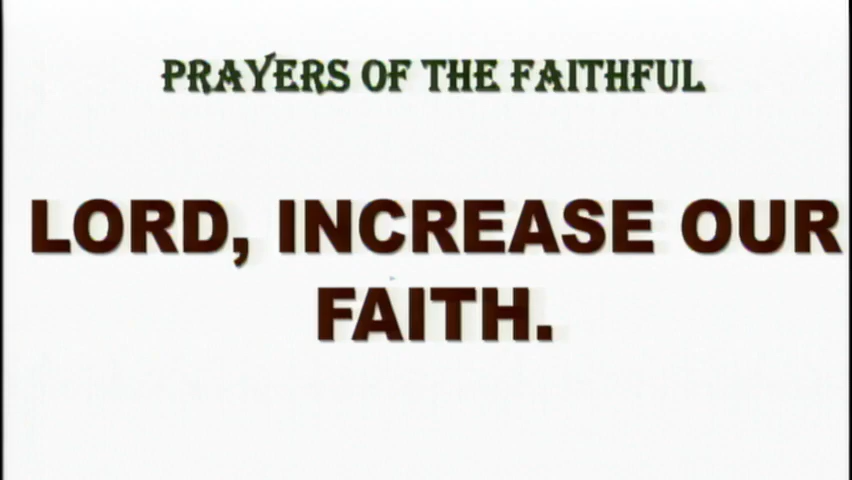 PRAYERS OF THE FAITHFUL
LORD, INCREASE OUR
FAITH.